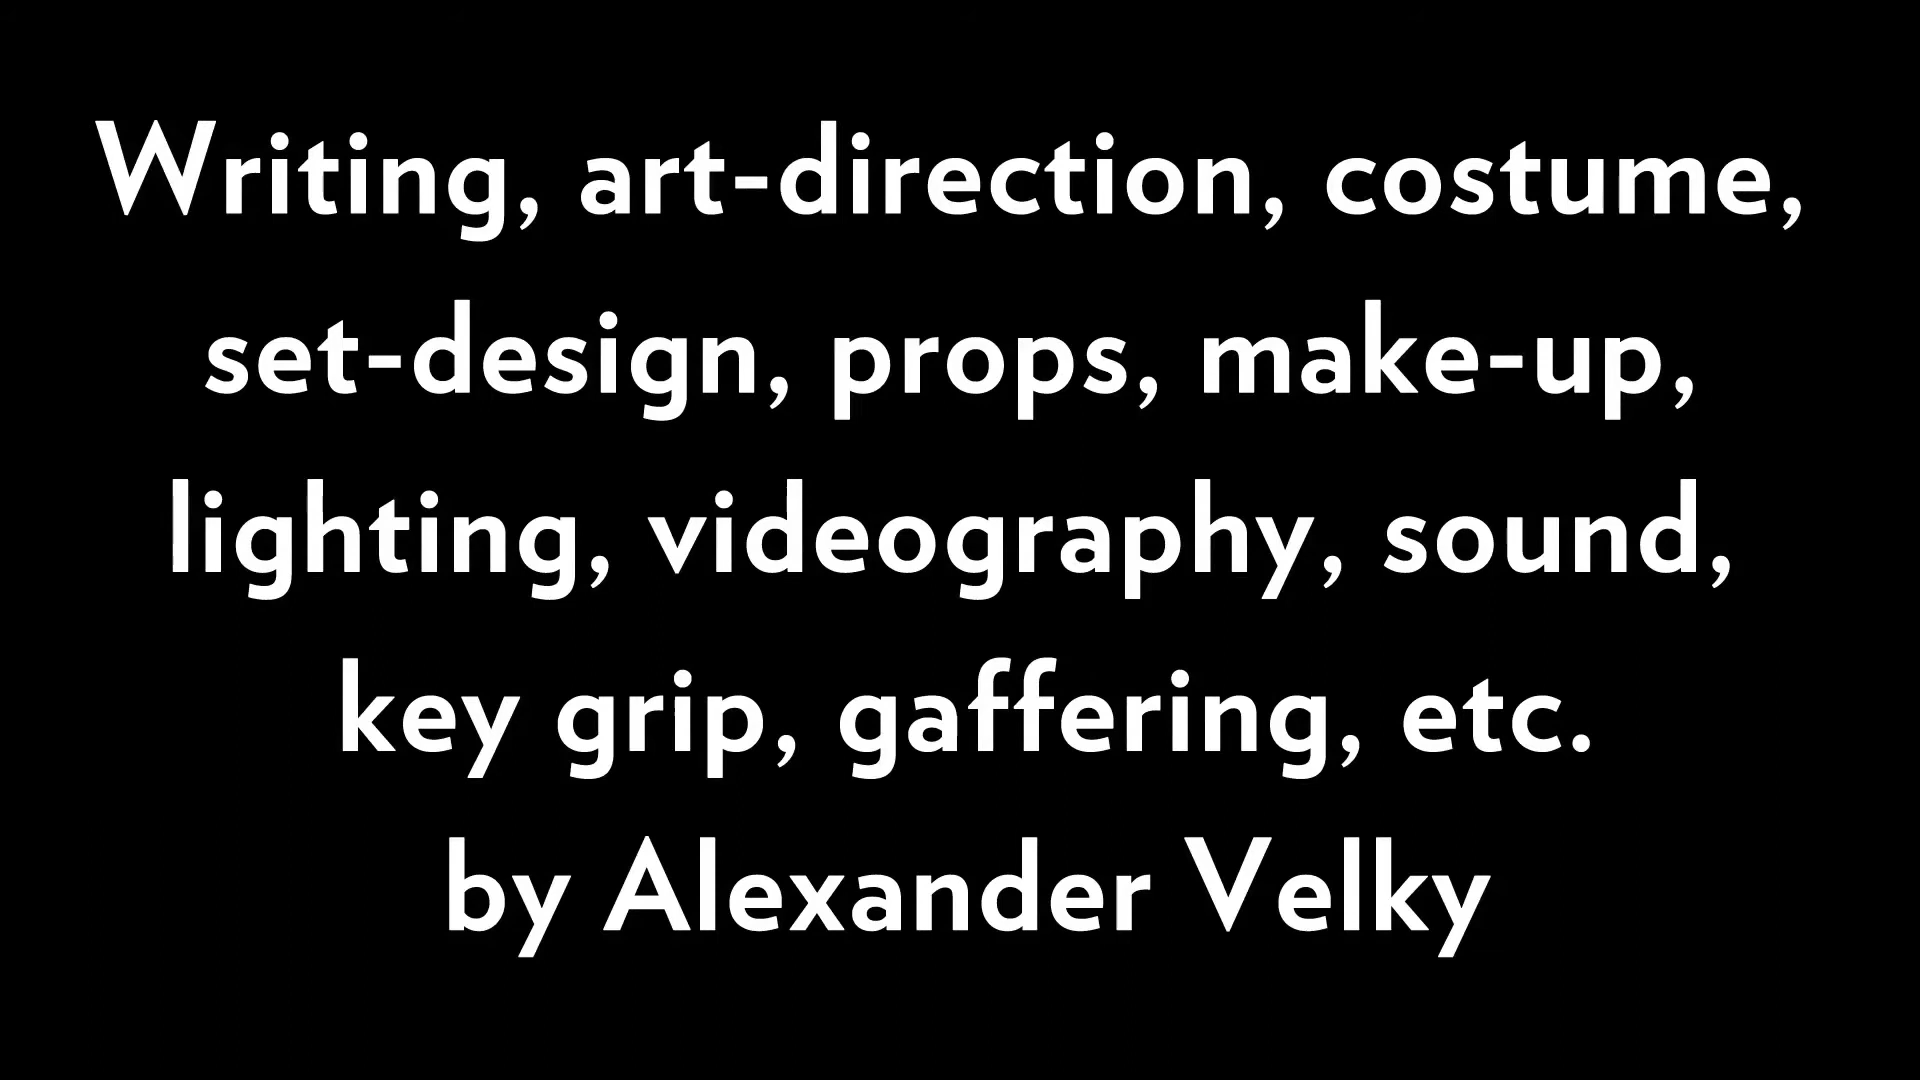 Writing, art-direction, costume,
set-design, props, make-up,
lighting, videography, sound,
key grip, gaffering, etc.
by Alexander Velky